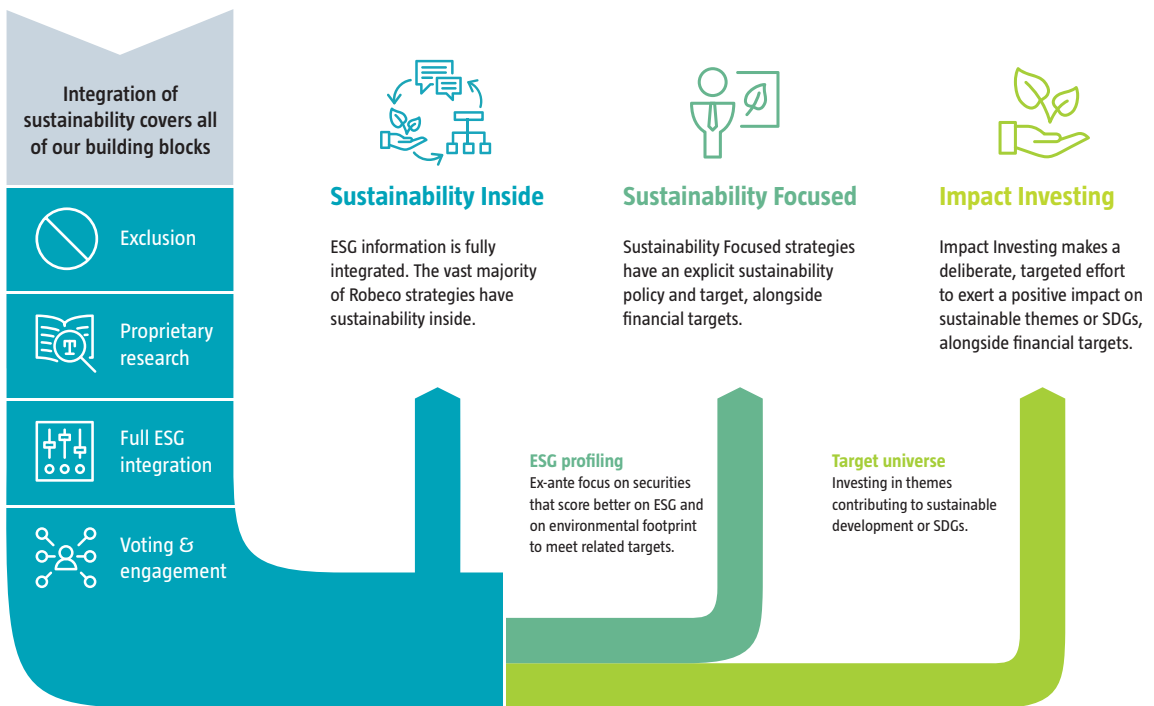 Integration of
sustainability covers all
of our building blocks
Exclusion
Proprietary
research
Full ESG
integration
Voting &
engagement
Sustainability Inside
ESG information is fully
integrated. The vast majority
of Robeco strategies have
sustainability inside.
Sustainability Focused
Sustainability Focused strategies
have an explicit sustainability
policy and target, alongside
financial targets.
Impact Investing
Impact Investing makes a
deliberate, targeted effort
to exert a positive impact on
sustainable themes or SDGs,
alongside financial targets.
ESG profiling
Ex-ante focus on securities
that score better on ESG and
on environmental footprint
to meet related targets.
Target universe
Investing in themes
contributing to sustainable
development or SDGs.
T